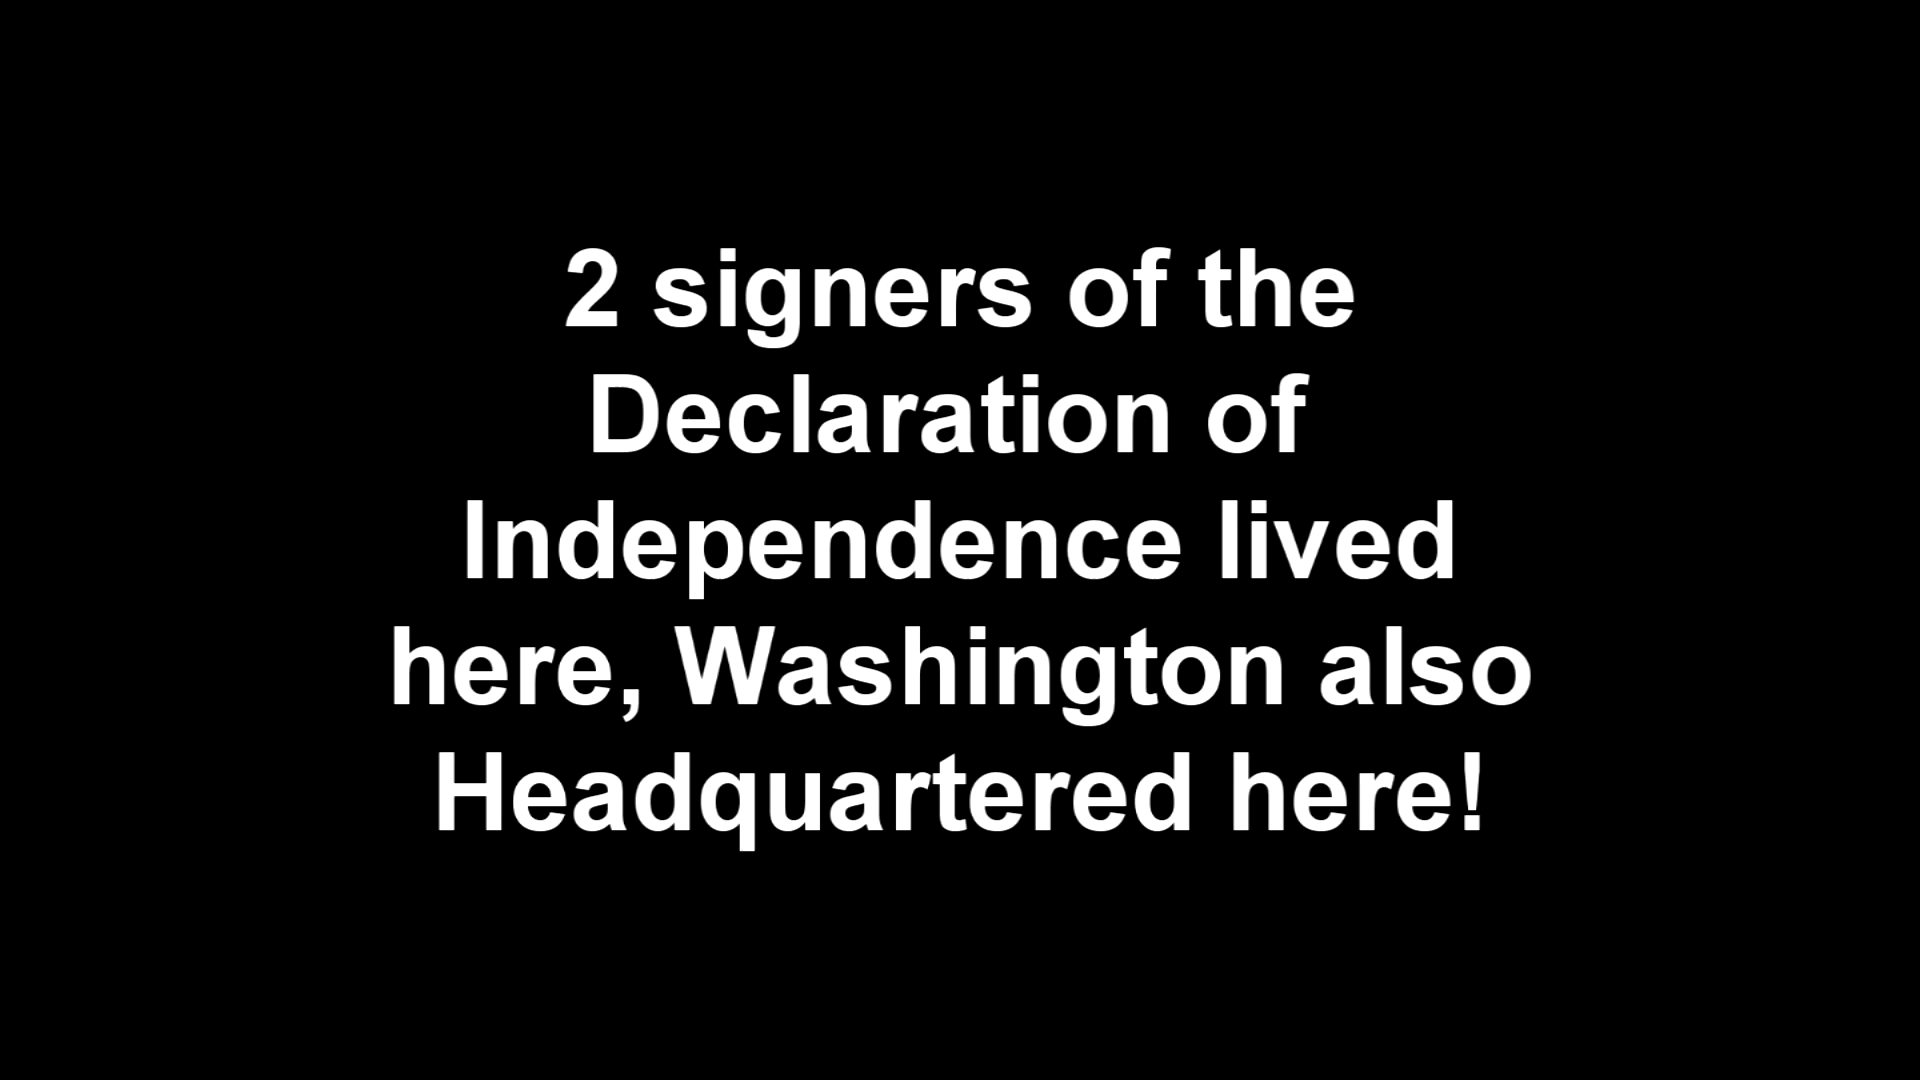 2 signers of the
Declaration of
Independence lived
here, Washington also
Headquartered here!